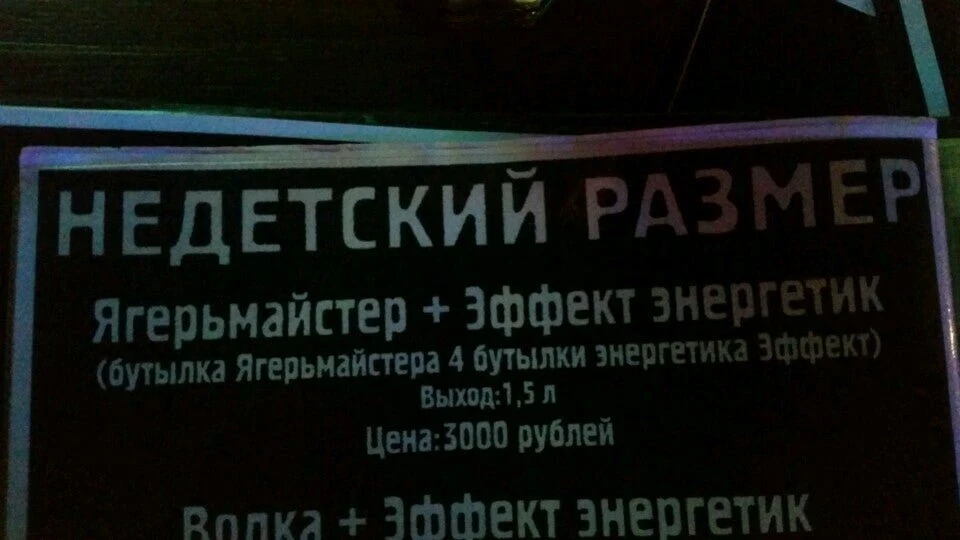 НЕДЕТСКИЙ РАЗМЕР
Ягерьмайстер + Эффект энергетик
(бутылка Ягерьмайстера 4 бутылки энергетика Эффект)
Выход:1,5 л
Цена:3000 рублей
Водка + Эффект энергетик